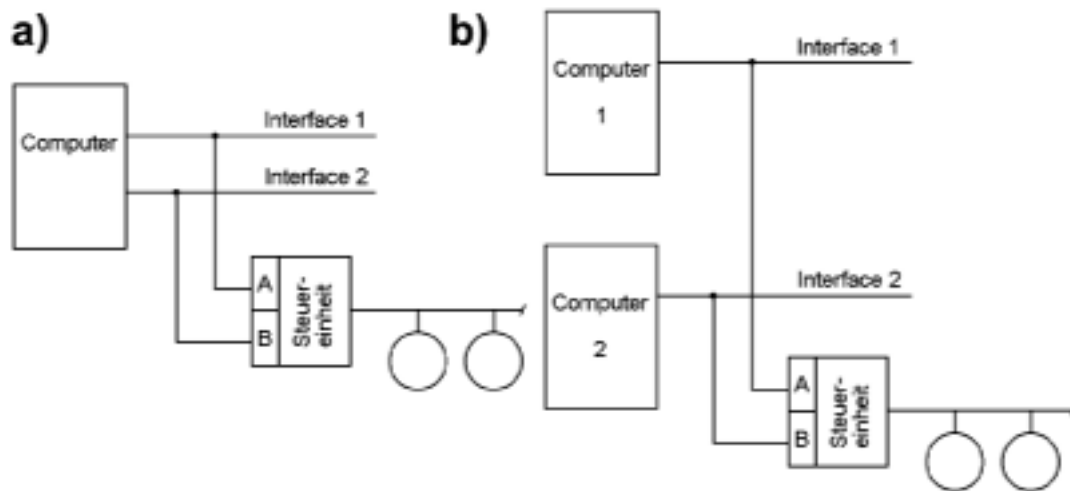 a)
Computer
Interface 1
Interface 2
A
B
Steuer-
einheit
b)
Computer
1
Interface 1
Computer
2
Interface 2
A
B
Steuer-
einheit